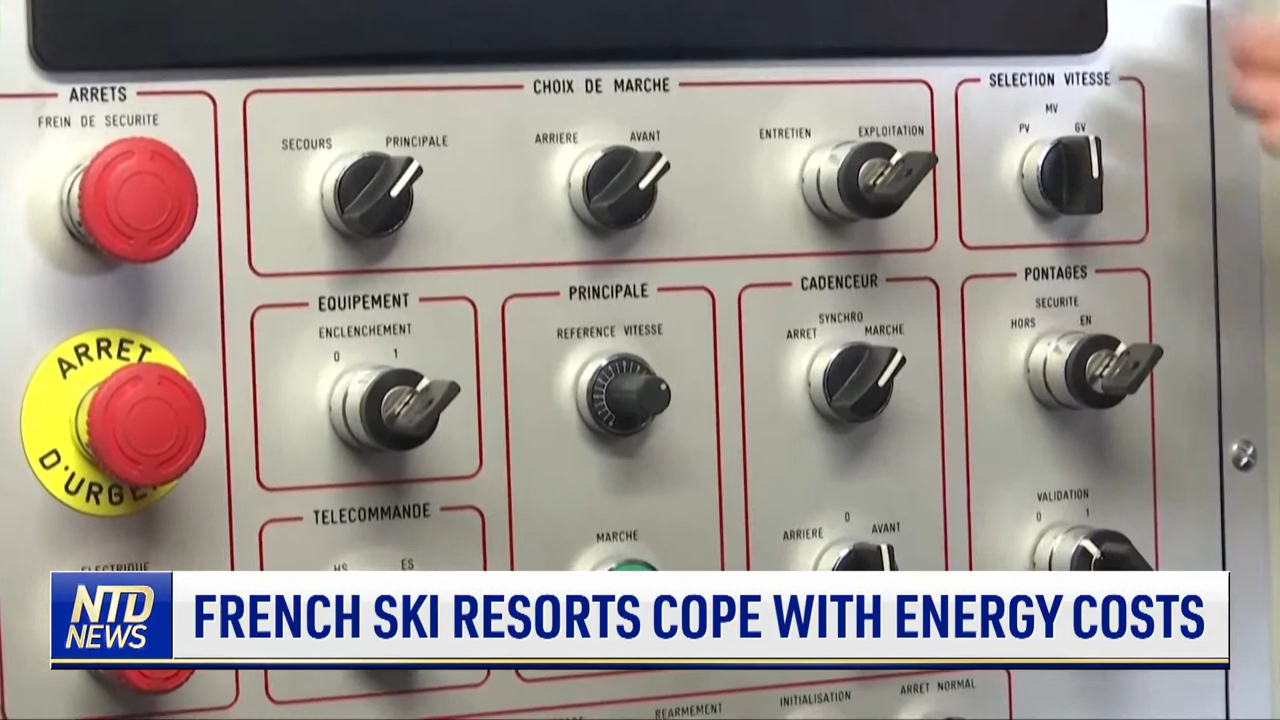 ARRETS
FREIN DE SECURITE
ARRET
D'URGE
CHOIX DE MARCHE
SECOURS PRINCIPALE
ARRIERE AVANT
ENTRETIEN EXPLOITATION
SELECTION VITESSE
MV
PV GV
EQUIPEMENT
ENCLENCHEMENT
0 1
PRINCIPALE
REFERENCE VITESSE
MARCHE
CADENCEUR
SYNCHRO
ARRET MARCHE
0
ARRIERE AVANT
PONTAGES
SECURITE
HORS EN
VALIDATION
0 1
TELECOMMANDE
HS ES
ELECTRIQUE
NTD
NEWS
FRENCH SKI RESORTS COPE WITH ENERGY COSTS
REARMEMENT
INITIALISATION
ARRET NORMAL